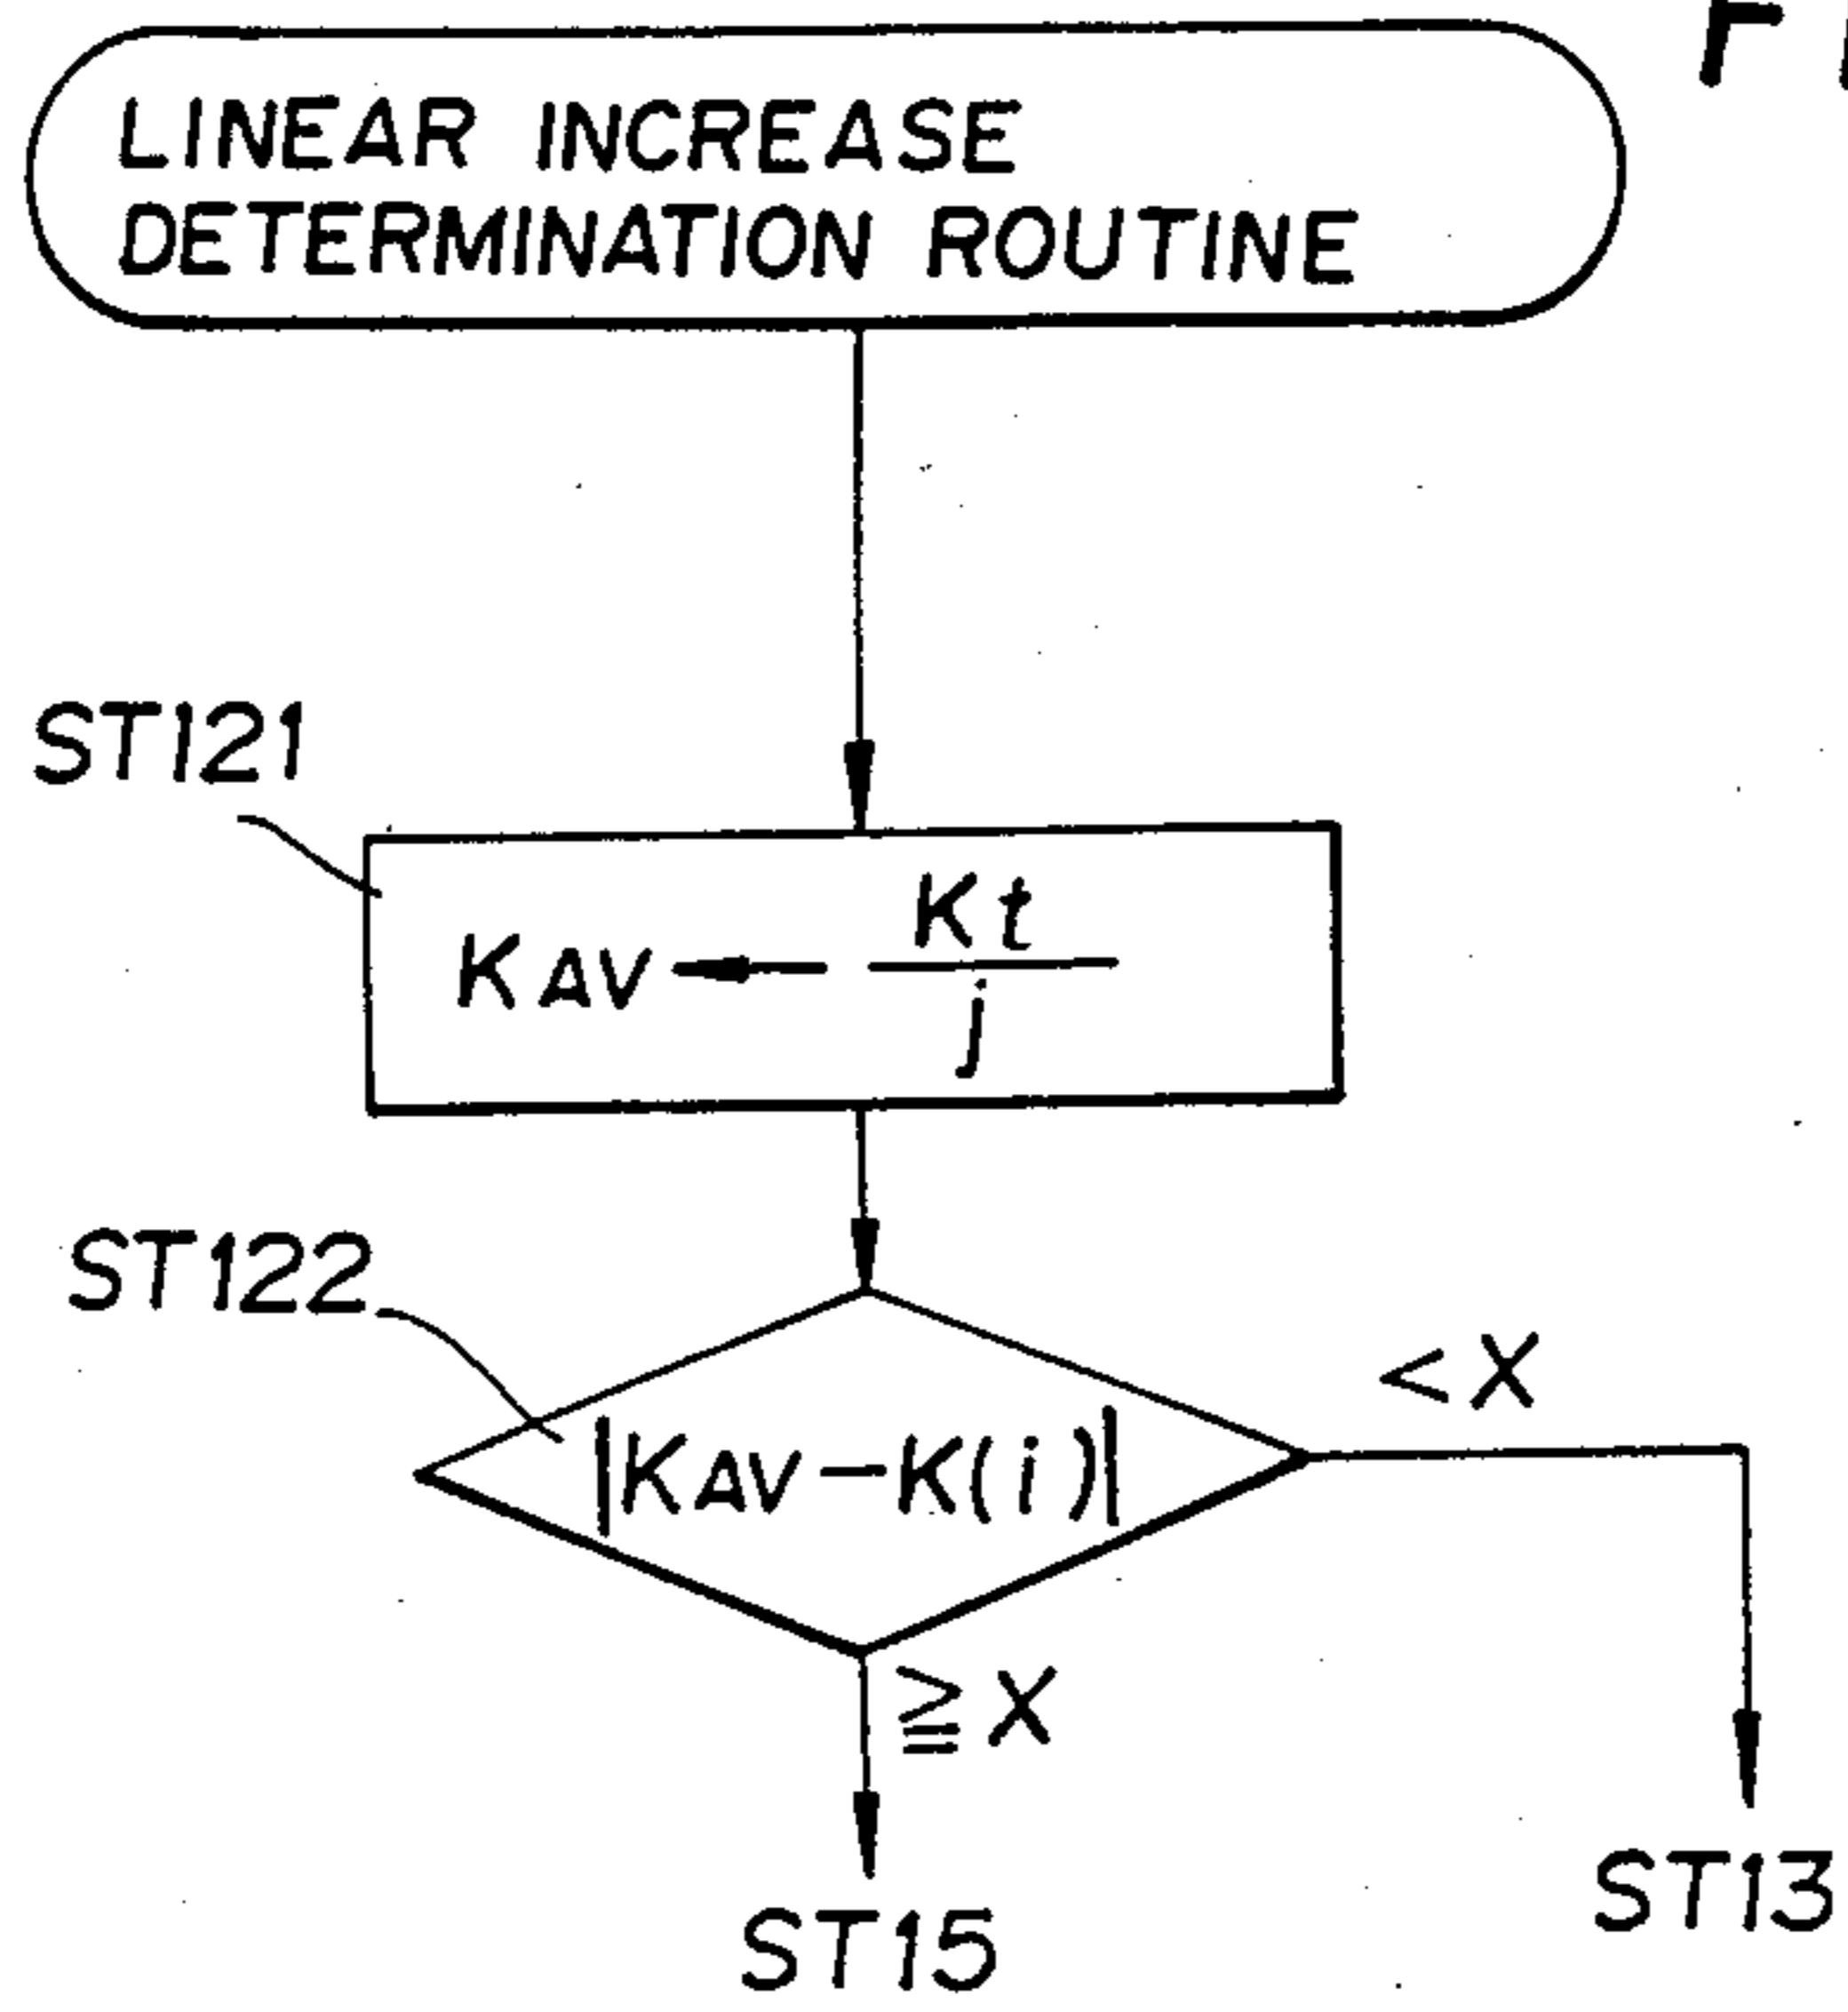 LINEAR INCREASE
DETERMINATION ROUTINE
ST121
KAV ← Kt / j
ST122
< X
|KAV - K(i)|
≧ X
ST13
ST15